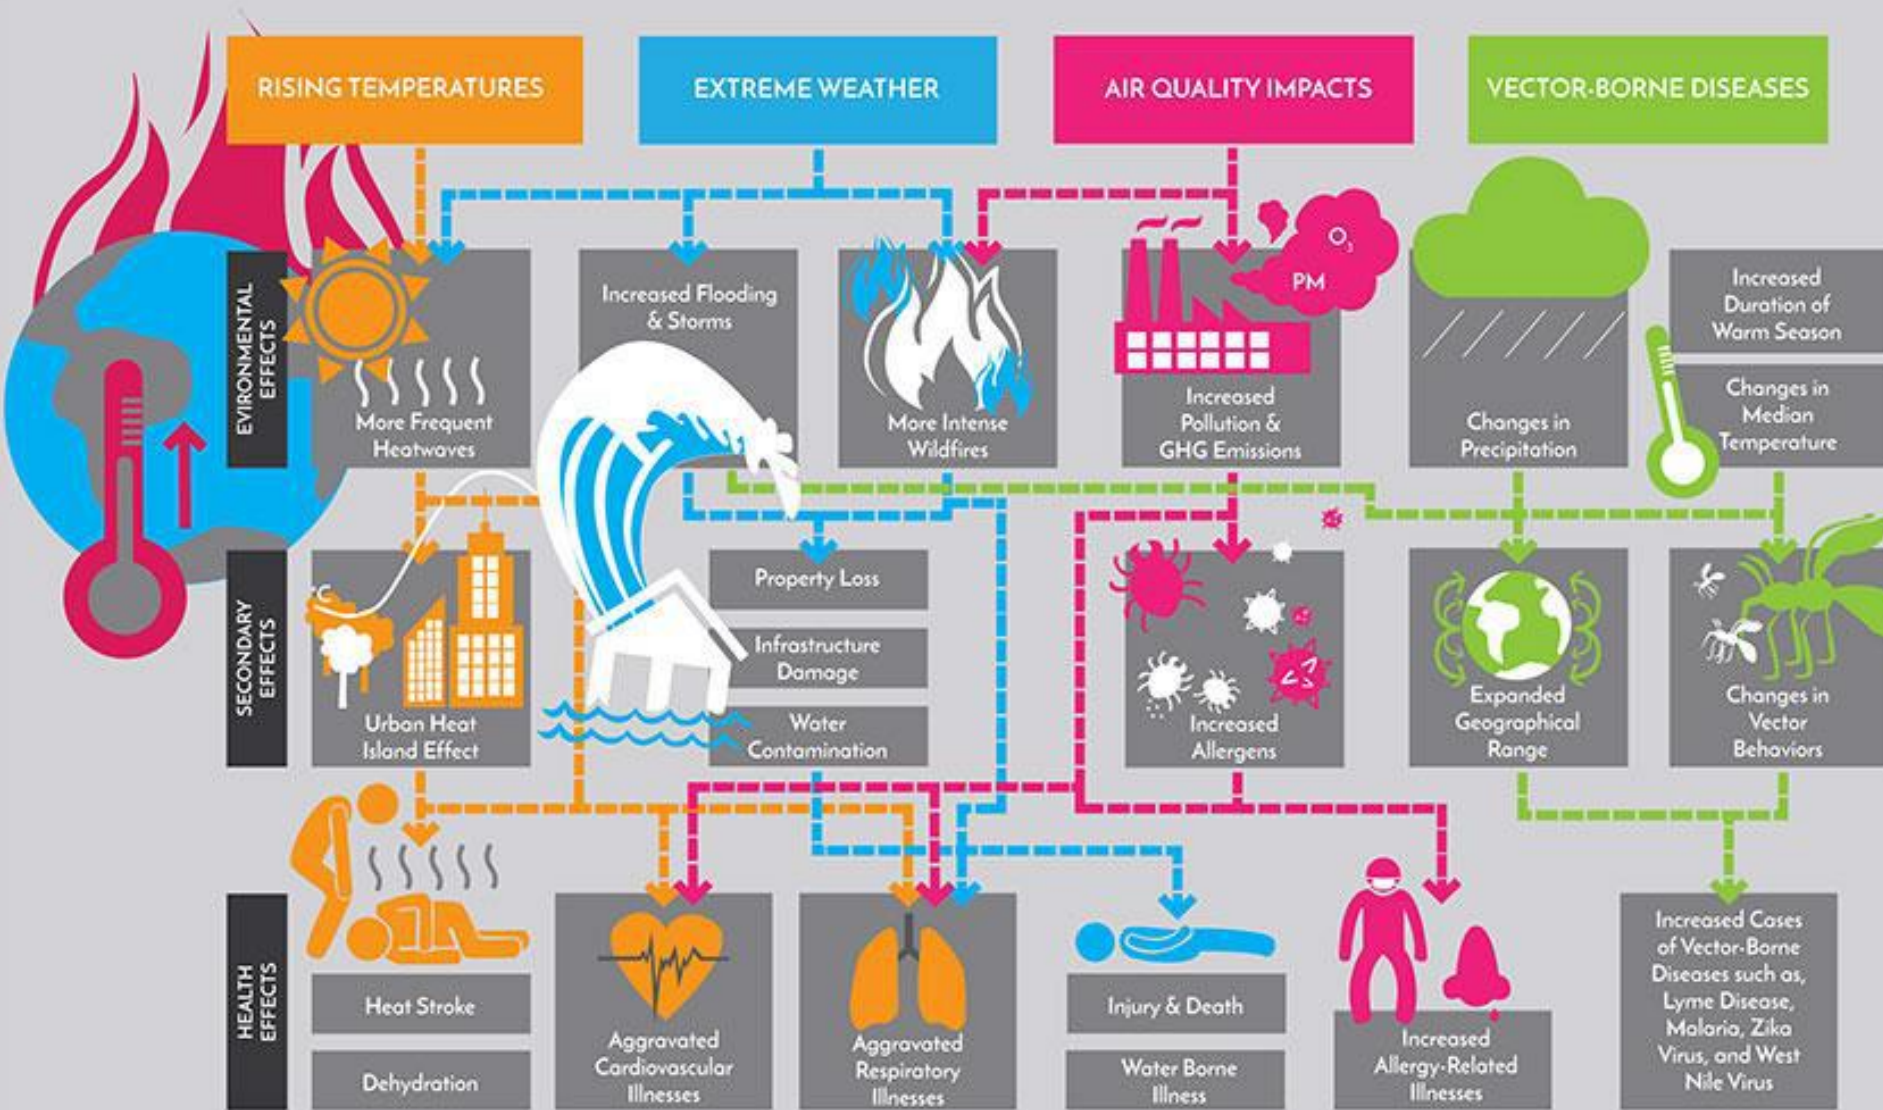 RISING TEMPERATURES
EXTREME WEATHER
AIR QUALITY IMPACTS
VECTOR-BORNE DISEASES
EVIRONMENTAL
EFFECTS
More Frequent
Heatwaves
Increased Flooding
& Storms
More Intense
Wildfires
O3
PM
Increased
Pollution &
GHG Emissions
Changes in
Precipitation
Increased
Duration of
Warm Season
Changes in
Median
Temperature
SECONDARY
EFFECTS
°C
Urban Heat
Island Effect
Property Loss
Infrastructure
Damage
Water
Contamination
Increased
Allergens
Expanded
Geographical
Range
Changes in
Vector
Behaviors
HEALTH
EFFECTS
Heat Stroke
Dehydration
Aggravated
Cardiovascular
Illnesses
Aggravated
Respiratory
Illnesses
Injury & Death
Water Borne
Illness
Increased
Allergy-Related
Illnesses
Increased Cases
of Vector-Borne
Diseases such as,
Lyme Disease,
Malaria, Zika
Virus, and West
Nile Virus